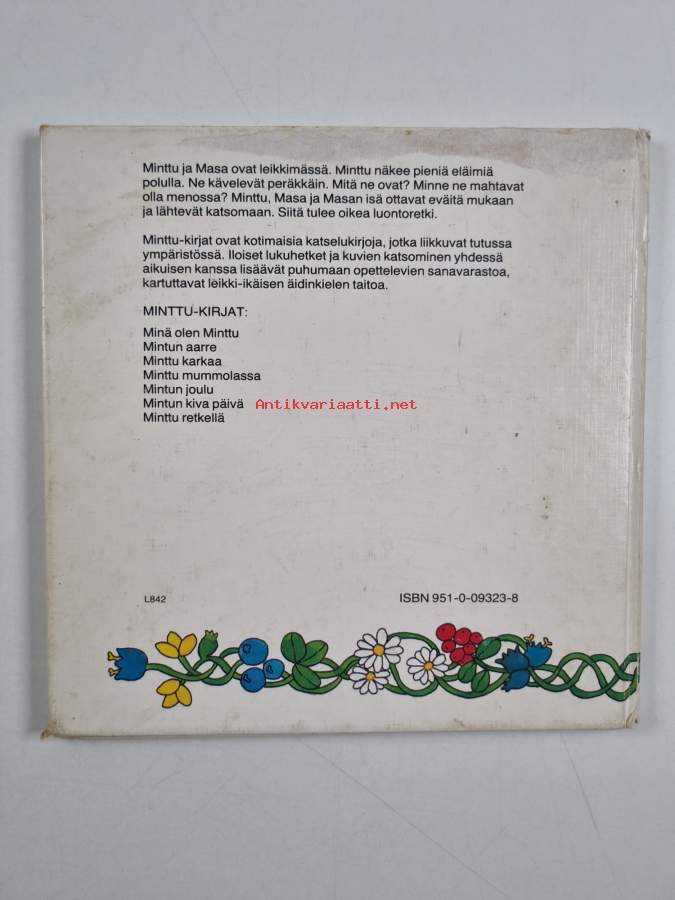 Minttu ja Masa ovat leikkimässä. Minttu näkee pieniä eläimiä
polulla. Ne kävelevät peräkkäin. Mitä ne ovat? Minne ne mahtavat
olla menossa? Minttu, Masa ja Masan isä ottavat eväitä mukaan
ja lähtevät katsomaan. Siitä tulee oikea luontoretki.
Minttu-kirjat ovat kotimaisia katselukirjoja, jotka liikkuvat tutussa
ympäristössä. Iloiset lukuhetket ja kuvien katsominen yhdessä
aikuisen kanssa lisäävät puhumaan opettelevien sanavarastoa,
kartuttavat leikki-ikäisen äidinkielen taitoa.
MINTTU-KIRJAT:
Minä olen Minttu
Mintun aarre
Minttu karkaa
Minttu mummolassa
Mintun joulu
Mintun kiva päivä
Antikvariaatti.net
Minttu retkellä
L842
ISBN 951-0-09323-8